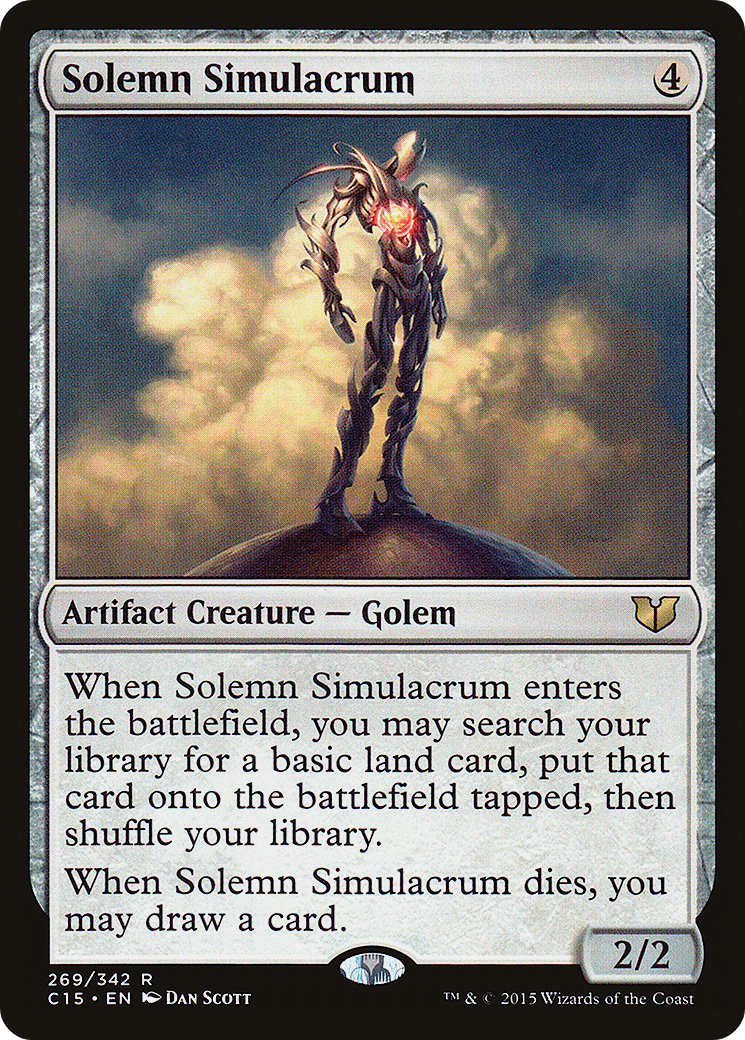 Solemn Simulacrum 4
Artifact Creature — Golem
When Solemn Simulacrum enters
the battlefield, you may search your
library for a basic land card, put that
card onto the battlefield tapped, then
shuffle your library.
When Solemn Simulacrum dies, you
may draw a card.
2/2
269/342 R
C15 • EN Dan Scott
™ & © 2015 Wizards of the Coast